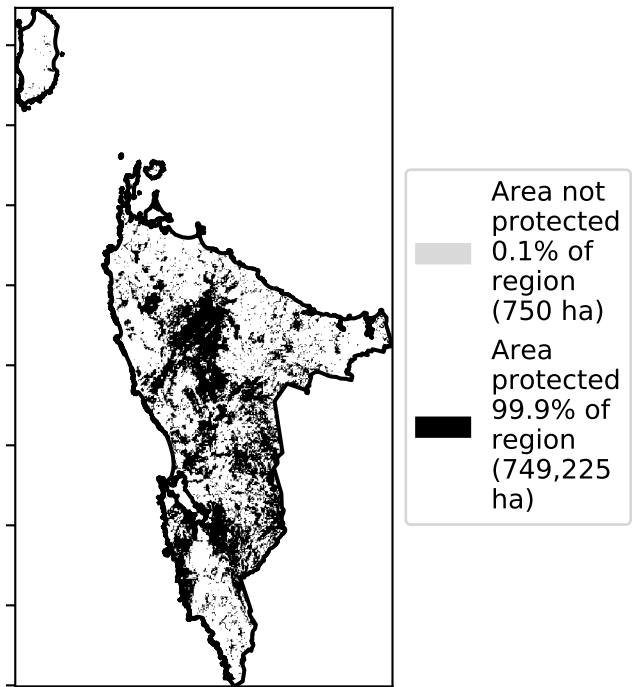 Area not
protected
0.1% of
region
(750 ha)
Area
protected
99.9% of
region
(749,225
ha)